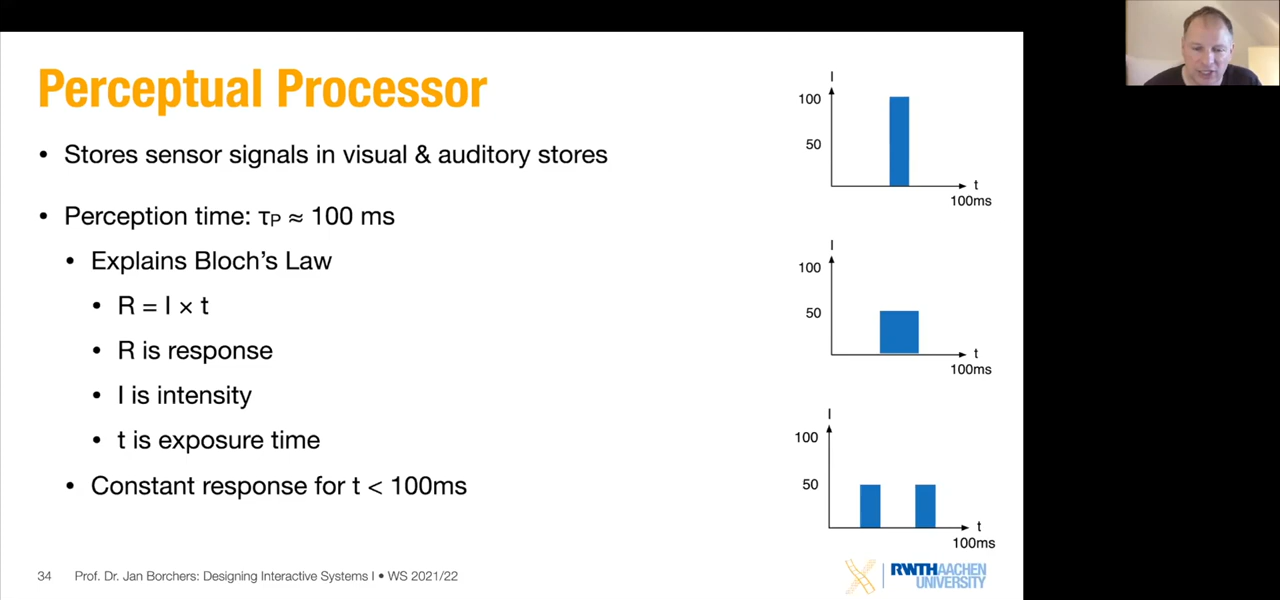 Perceptual Processor
• Stores sensor signals in visual & auditory stores
• Perception time: τP ≈ 100 ms
• Explains Bloch's Law
• R = I × t
• R is response
• I is intensity
• t is exposure time
• Constant response for t < 100ms
I
100
50
t
100ms
I
100
50
t
100ms
I
100
50
t
100ms
34 Prof. Dr. Jan Borchers: Designing Interactive Systems I • WS 2021/22
RWTHAACHEN
UNIVERSITY